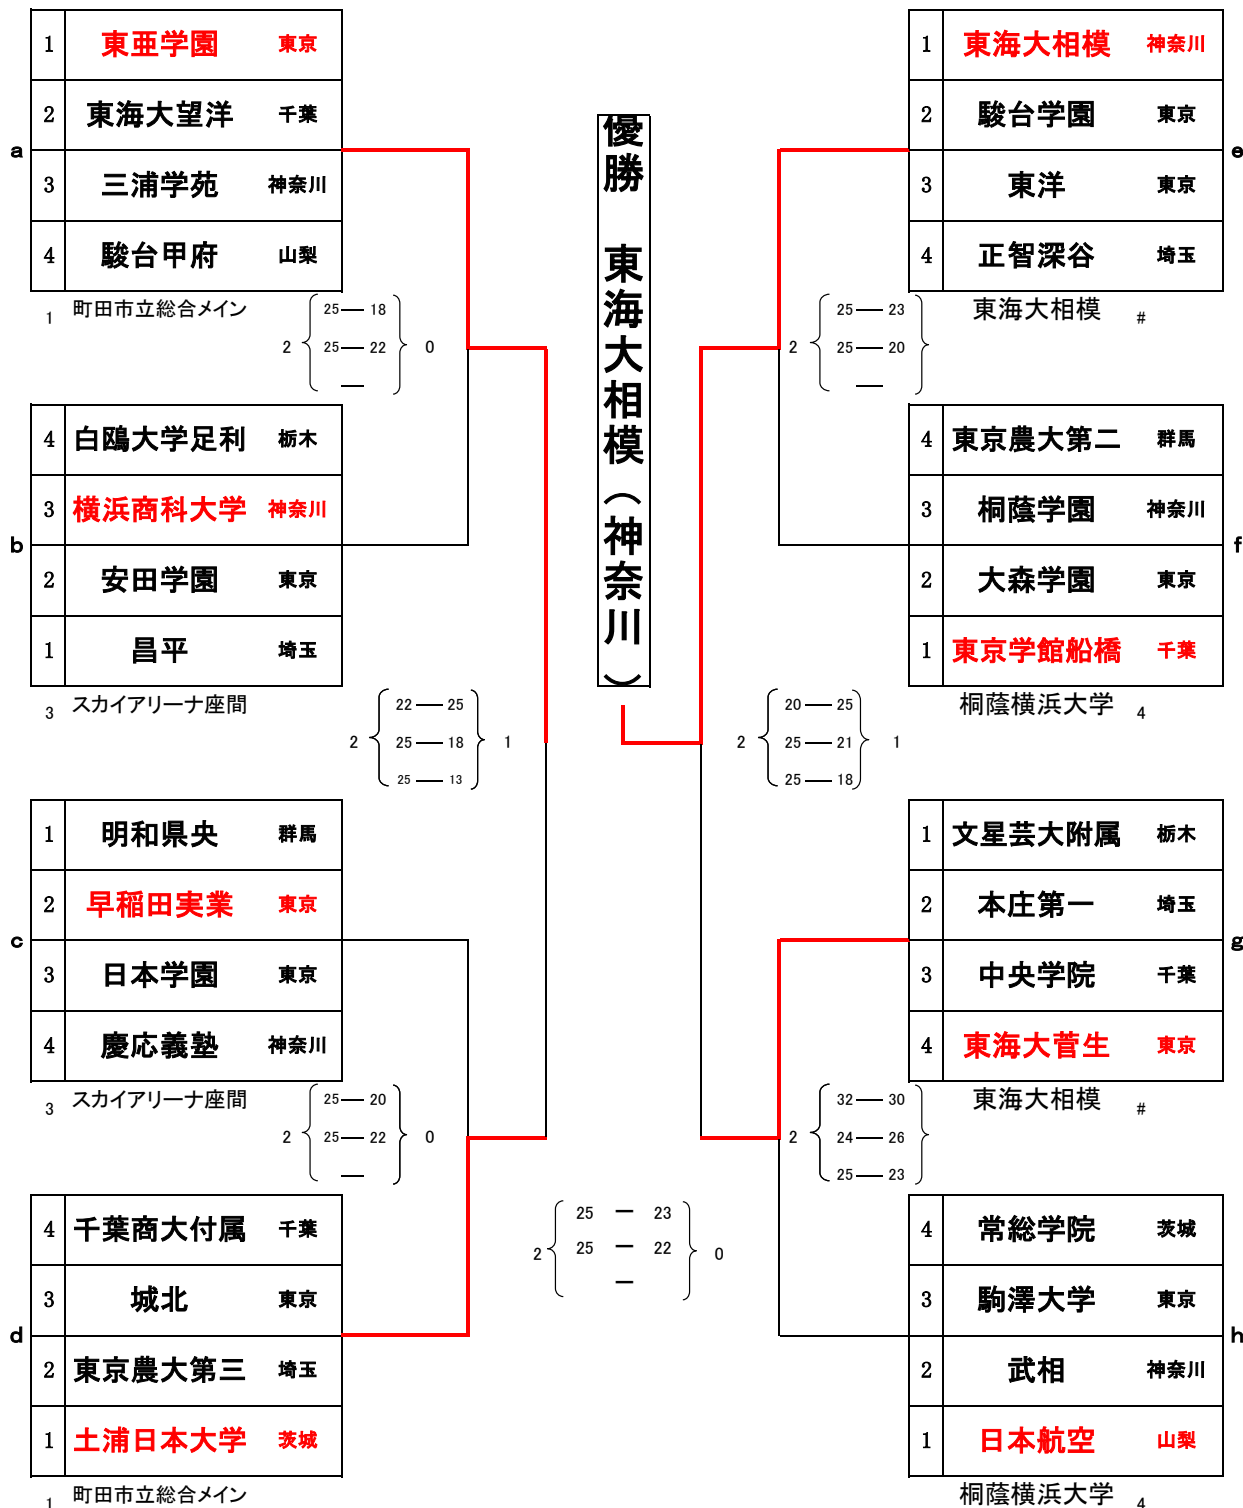 1 東亜学園 東京
2 東海大望洋 千葉
a
3 三浦学苑 神奈川
4 駿台甲府 山梨
1 町田市立総合メイン
25 — 18
2 25 — 22 0
—
4 白鴎大学足利 栃木
3 横浜商科大学 神奈川
b
2 安田学園 東京
1 昌平 埼玉
3 スカイアリーナ座間
22 — 25
2 25 — 18 1
25 — 13
1 明和県央 群馬
2 早稲田実業 東京
c
3 日本学園 東京
4 慶応義塾 神奈川
3 スカイアリーナ座間
25 — 20
2 25 — 22 0
—
4 千葉商大付属 千葉
3 城北 東京
d
2 東京農大第三 埼玉
1 土浦日本大学 茨城
1 町田市立総合メイン
優勝 東海大相模（神奈川）
25 — 23
2 25 — 22 0
—
1 東海大相模 神奈川
2 駿台学園 東京
e
3 東洋 東京
4 正智深谷 埼玉
東海大相模 #
25 — 23
2 25 — 20
—
4 東京農大第二 群馬
3 桐蔭学園 神奈川
f
2 大森学園 東京
1 東京学館船橋 千葉
桐蔭横浜大学 4
20 — 25
2 25 — 21 1
25 — 18
1 文星芸大附属 栃木
2 本庄第一 埼玉
g
3 中央学院 千葉
4 東海大菅生 東京
東海大相模 #
32 — 30
2 24 — 26
25 — 23
4 常総学院 茨城
3 駒澤大学 東京
h
2 武相 神奈川
1 日本航空 山梨
桐蔭横浜大学 4